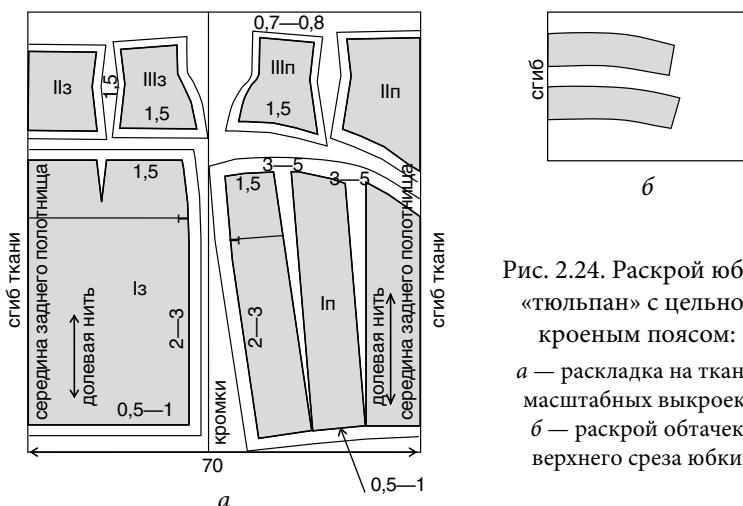 0,7—0,8
IIз
1,5
IIIз
1,5
IIIп
1,5
IIп
1,5
3—5
1,5
3—5
сгиб ткани
середина заднего полотнища
долевая нить
Iз
2—3
0,5—1
кромки
2—3
Iп
долевая нить
середина заднего полотнища
сгиб ткани
70
0,5—1
а
сгиб
б
Рис. 2.24. Раскрой юб
«тюльпан» с цельно
кроеным поясом:
а — раскладка на ткан
масштабных выкроек
б — раскрой обтачек
верхнего среза юбки